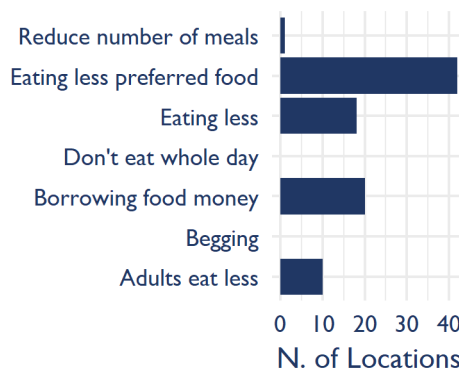 Reduce number of meals
Eating less preferred food
Eating less
Don't eat whole day
Borrowing food money
Begging
Adults eat less
0 10 20 30 40
N. of Locations